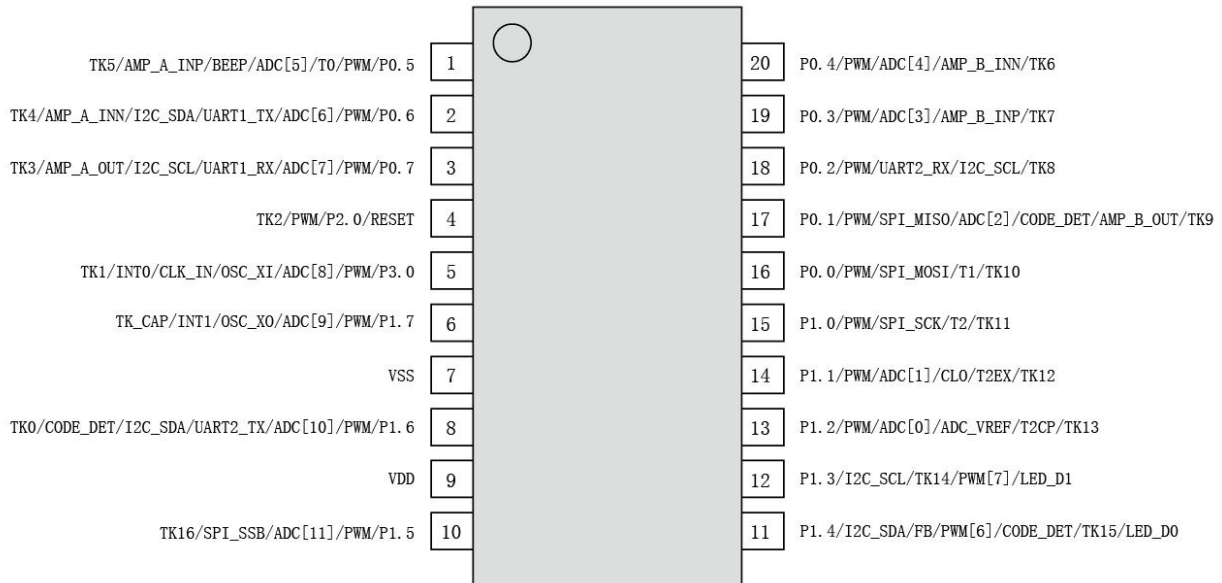 TK5/AMP_A_INP/BEEP/ADC[5]/T0/PWM/P0.5 1 20 P0.4/PWM/ADC[4]/AMP_B_INN/TK6
TK4/AMP_A_INN/I2C_SDA/UART1_TX/ADC[6]/PWM/P0.6 2 19 P0.3/PWM/ADC[3]/AMP_B_INP/TK7
TK3/AMP_A_OUT/I2C_SCL/UART1_RX/ADC[7]/PWM/P0.7 3 18 P0.2/PWM/UART2_RX/I2C_SCL/TK8
TK2/PWM/P2.0/RESET 4 17 P0.1/PWM/SPI_MISO/ADC[2]/CODE_DET/AMP_B_OUT/TK9
TK1/INT0/CLK_IN/OSC_XI/ADC[8]/PWM/P3.0 5 16 P0.0/PWM/SPI_MOSI/T1/TK10
TK_CAP/INT1/OSC_XO/ADC[9]/PWM/P1.7 6 15 P1.0/PWM/SPI_SCK/T2/TK11
VSS 7 14 P1.1/PWM/ADC[1]/CLO/T2EX/TK12
TK0/CODE_DET/I2C_SDA/UART2_TX/ADC[10]/PWM/P1.6 8 13 P1.2/PWM/ADC[0]/ADC_VREF/T2CP/TK13
VDD 9 12 P1.3/I2C_SCL/TK14/PWM[7]/LED_D1
TK16/SPI_SSB/ADC[11]/PWM/P1.5 10 11 P1.4/I2C_SDA/FB/PWM[6]/CODE_DET/TK15/LED_D0